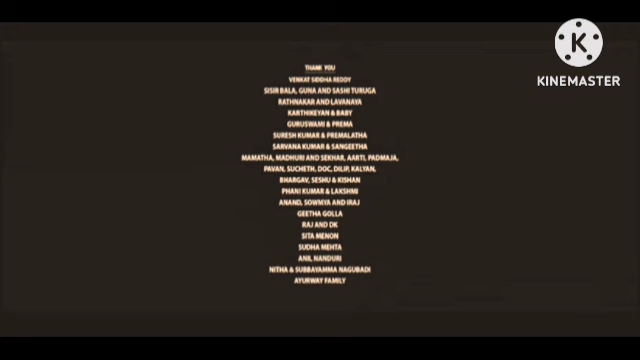 THANK YOU
VENKAT SIDDHA REDDY
SISIR BALA, GUNA AND SASHI TURUGA
RATHNAKAR AND LAVANAYA
KARTHIKEYAN & BABY
GURUSWAMI & PREMA
SURESH KUMAR & PREMALATHA
SARVANA KUMAR & SANGEETHA
MAMATHA, MADHURI AND SEKHAR, AARTI, PADMAJA,
PAVAN, SUCHETH, DOC, DILIP, KALYAN,
BHARGAV, SESHU & KISHAN
PHANI KUMAR & LAKSHMI
ANAND, SOWMYA AND IRAJ
GEETHA GOLLA
RAJ AND DK
SITA MENON
SUDHA MEHTA
ANIL NANDURI
NITHA & SUBBAYAMMA NAGUBADI
AYURWAY FAMILY
K
KINEMASTER